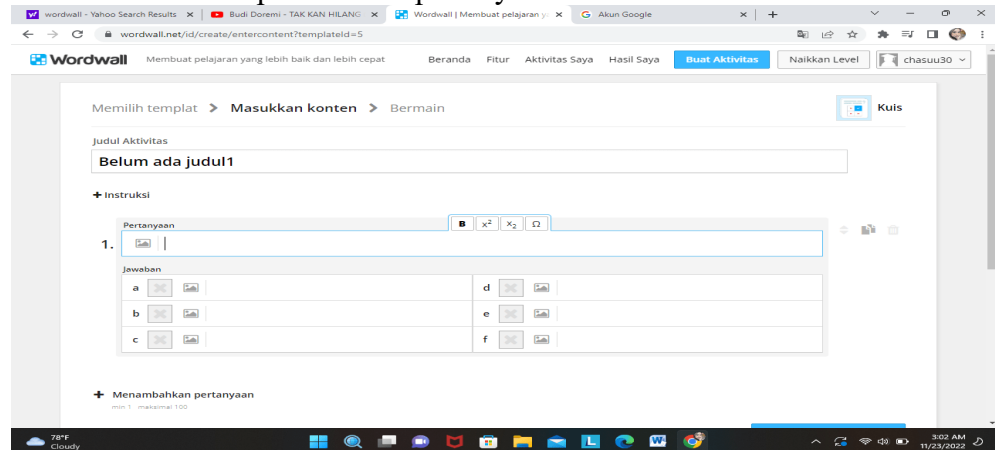 wordwall - Yahoo Search Results
Budi Doremi - TAK KAN HILANG
Wordwall | Membuat pelajaran y
Akun Google
wordwall.net/id/create/entercontent?templateId=5
Wordwall
Membuat pelajaran yang lebih baik dan lebih cepat
Beranda
Fitur
Aktivitas Saya
Hasil Saya
Buat Aktivitas
Naikkan Level
chasuu30
Memilih templat > Masukkan konten > Bermain
Kuis
Judul Aktivitas
Belum ada judul1
+ Instruksi
Pertanyaan
B x² x₂ Ω
1.
Jawaban
a
d
b
e
c
f
+ Menambahkan pertanyaan
min 1 maksimal 100
78°F
Cloudy
3:02 AM
11/23/2022